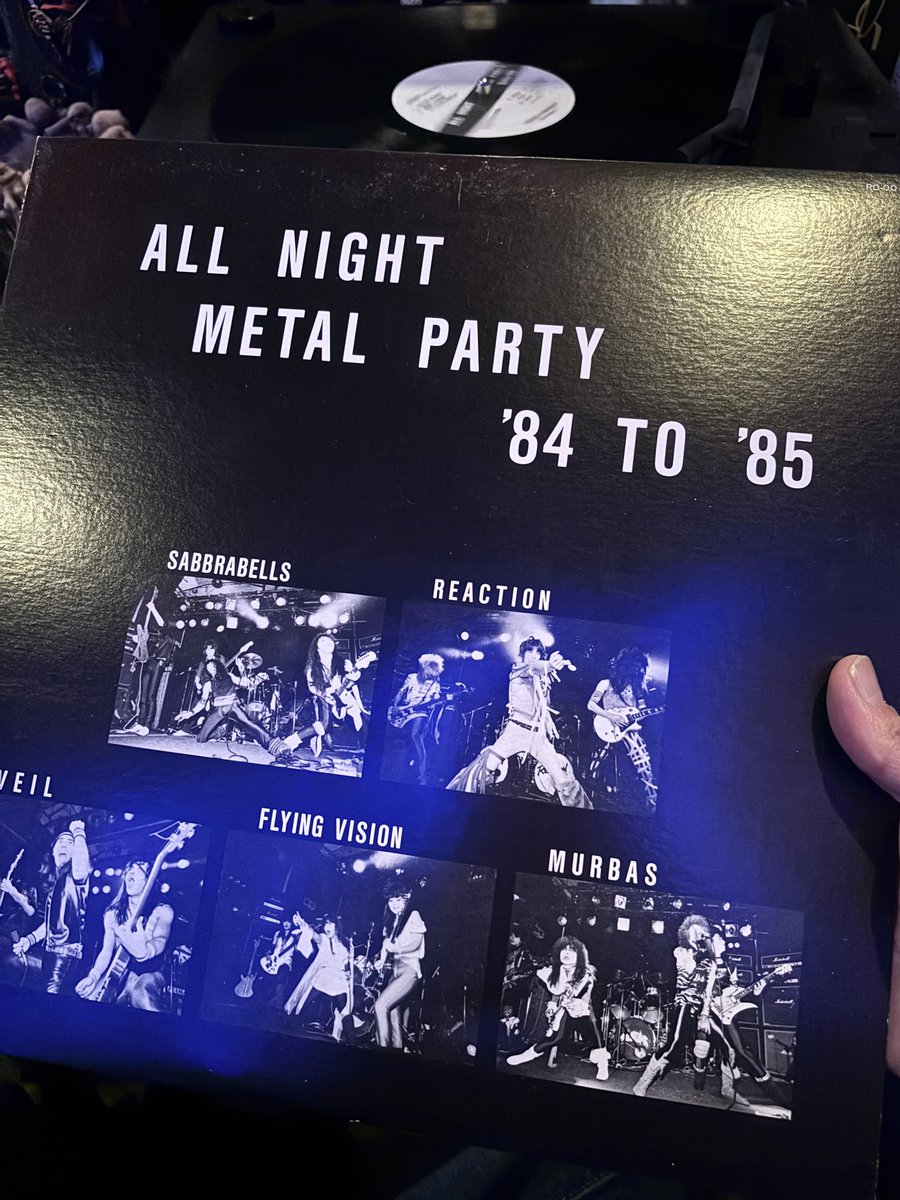 ALL NIGHT
METAL PARTY
'84 TO '85
SABBRABELLS
REACTION
VEIL
FLYING VISION
MURBAS